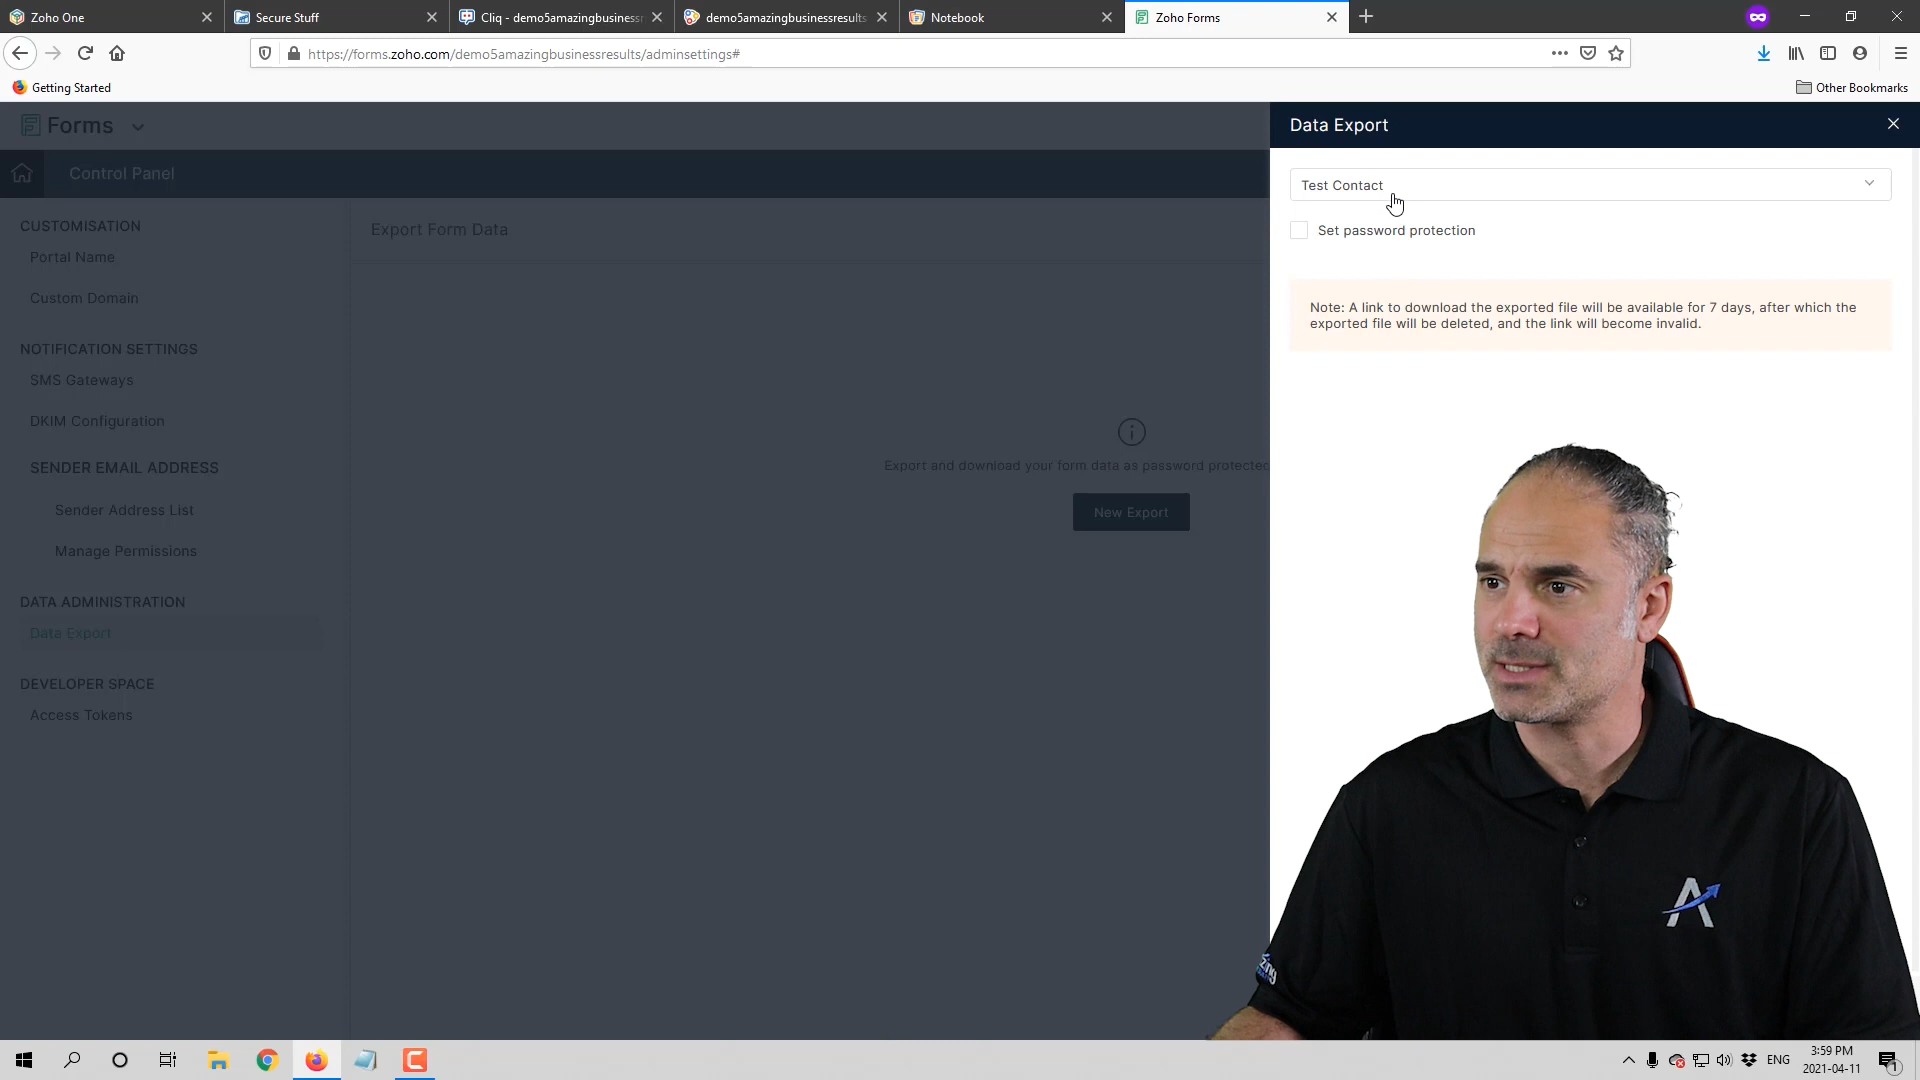 Zoho One
Secure Stuff
Cliq - demo5amazingbusinessr
demo5amazingbusinessresults
Notebook
Zoho Forms
https://forms.zoho.com/demo5amazingbusinessresults/adminsettings#
Getting Started
Other Bookmarks
Forms
Data Export
Control Panel
Test Contact
Set password protection
CUSTOMISATION
Portal Name
Custom Domain
Export Form Data
Note: A link to download the exported file will be available for 7 days, after which the
exported file will be deleted, and the link will become invalid.
NOTIFICATION SETTINGS
SMS Gateways
DKIM Configuration
SENDER EMAIL ADDRESS
Sender Address List
Manage Permissions
Export and download your form data as password protected
New Export
DATA ADMINISTRATION
Data Export
DEVELOPER SPACE
Access Tokens
ENG
3:59 PM
2021-04-11
1